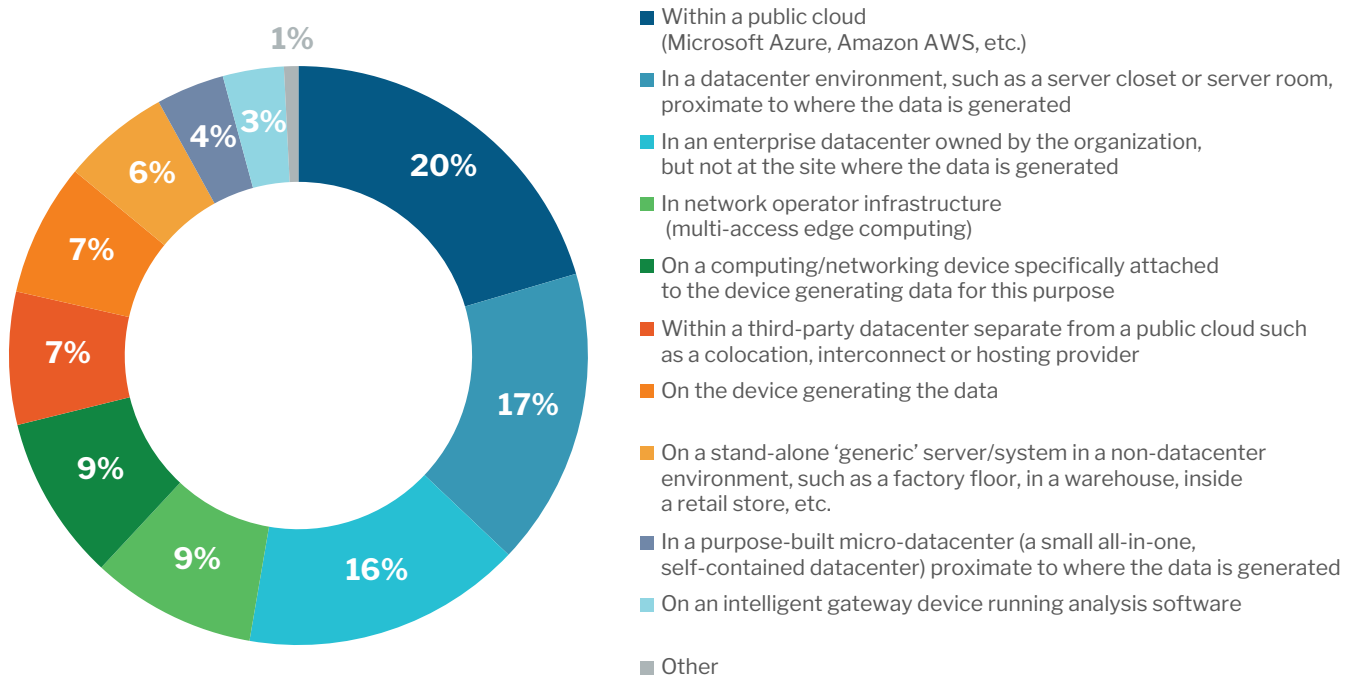 1%
20%
17%
16%
9%
9%
7%
7%
6%
4%
3%
Within a public cloud
(Microsoft Azure, Amazon AWS, etc.)
In a datacenter environment, such as a server closet or server room,
proximate to where the data is generated
In an enterprise datacenter owned by the organization,
but not at the site where the data is generated
In network operator infrastructure
(multi-access edge computing)
On a computing/networking device specifically attached
to the device generating data for this purpose
Within a third-party datacenter separate from a public cloud such
as a colocation, interconnect or hosting provider
On the device generating the data
On a stand-alone ‘generic’ server/system in a non-datacenter
environment, such as a factory floor, in a warehouse, inside
a retail store, etc.
In a purpose-built micro-datacenter (a small all-in-one,
self-contained datacenter) proximate to where the data is generated
On an intelligent gateway device running analysis software
Other